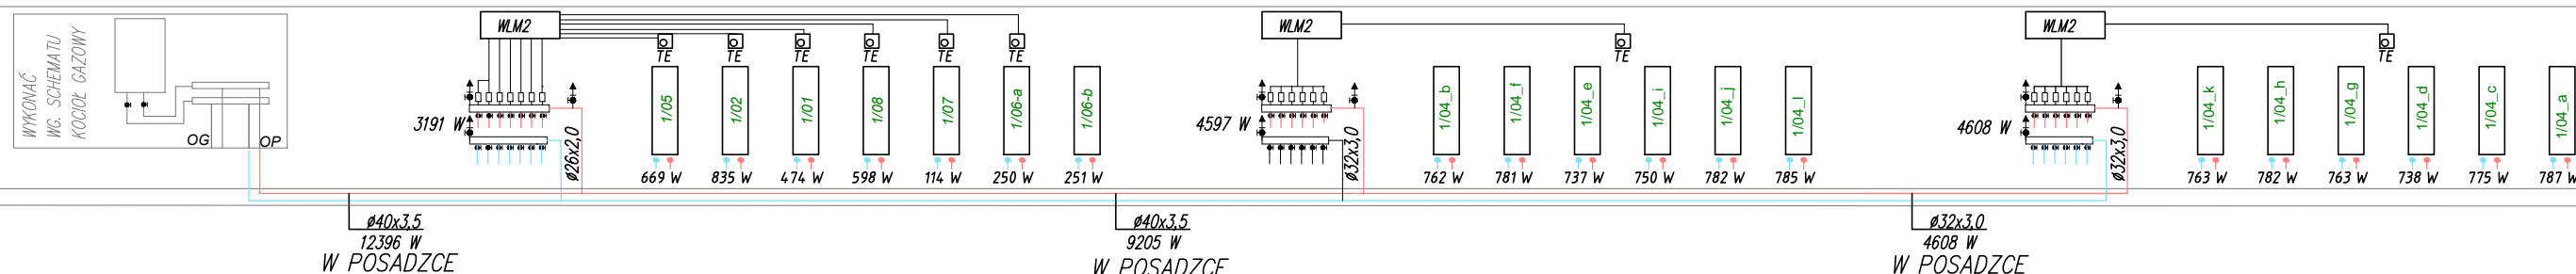 WYKONAĆ
WG. SCHEMATU
KOCIOŁ GAZOWY
OG
OP
WLM2
TE
TE
TE
TE
TE
TE
3191 W
Ø26x2,0
1/05
1/02
1/01
1/08
1/07
1/06-a
1/06-b
669 W
835 W
474 W
598 W
114 W
250 W
251 W
ø40x3,5
12396 W
W POSADZCE
WLM2
TE
4597 W
Ø32x3,0
1/04_b
1/04_f
1/04_e
1/04_i
1/04_j
1/04_l
762 W
781 W
737 W
750 W
782 W
785 W
ø40x3,5
9205 W
W POSADZCE
WLM2
TE
4608 W
Ø32x3,0
1/04_k
1/04_h
1/04_g
1/04_d
1/04_c
1/04_a
763 W
782 W
763 W
738 W
775 W
787 W
ø32x3,0
4608 W
W POSADZCE